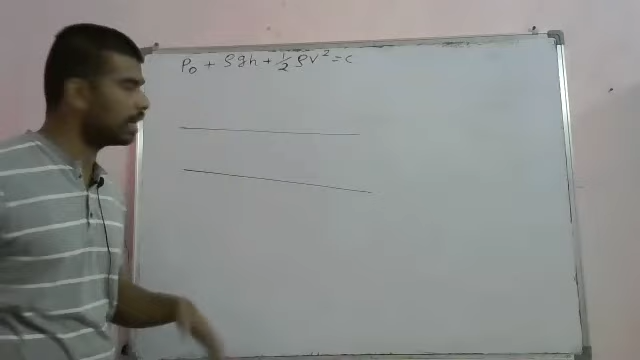 P₀ + ρgh + 1/2 ρv² = c